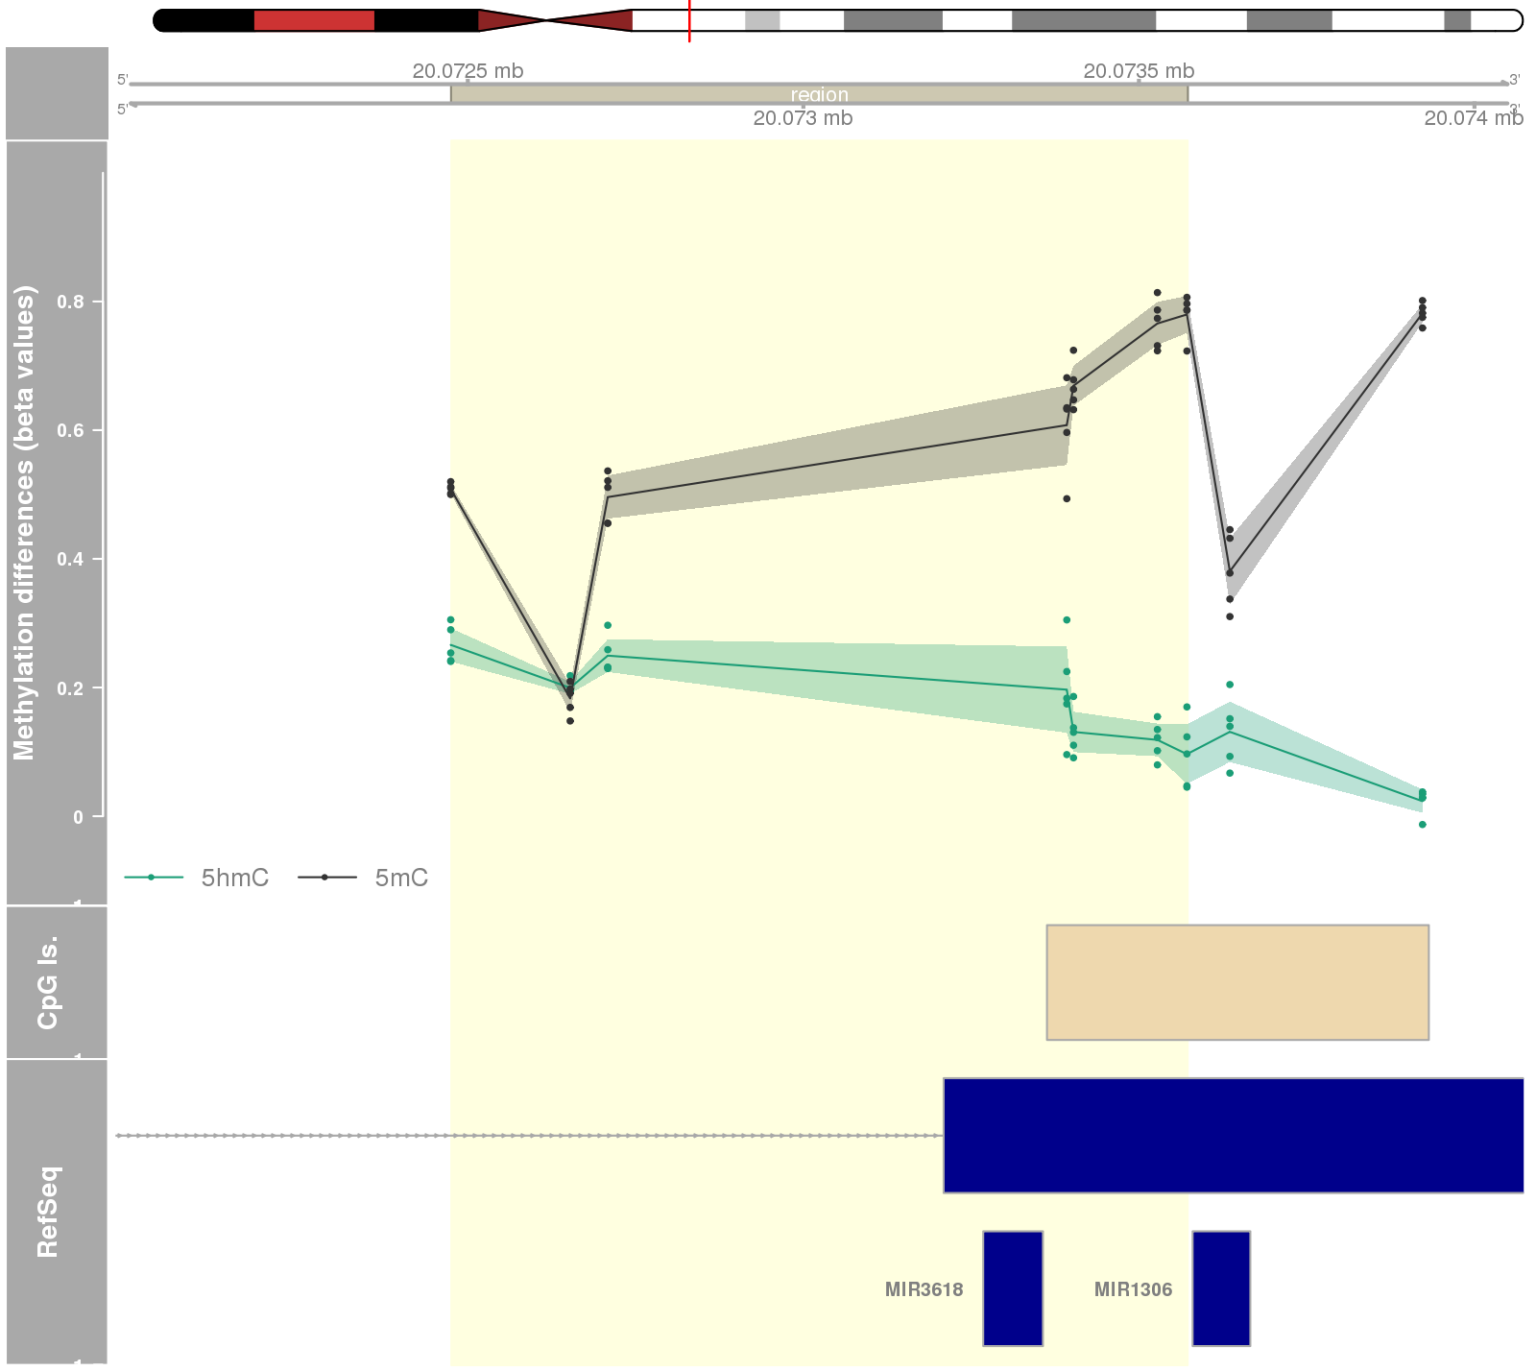 20.0725 mb
20.0735 mb
5'
3'
region
5'
3'
20.073 mb
20.074 mb
Methylation differences (beta values)
0.8
0.6
0.4
0.2
0
5hmC
5mC
CpG Is.
RefSeq
MIR3618
MIR1306